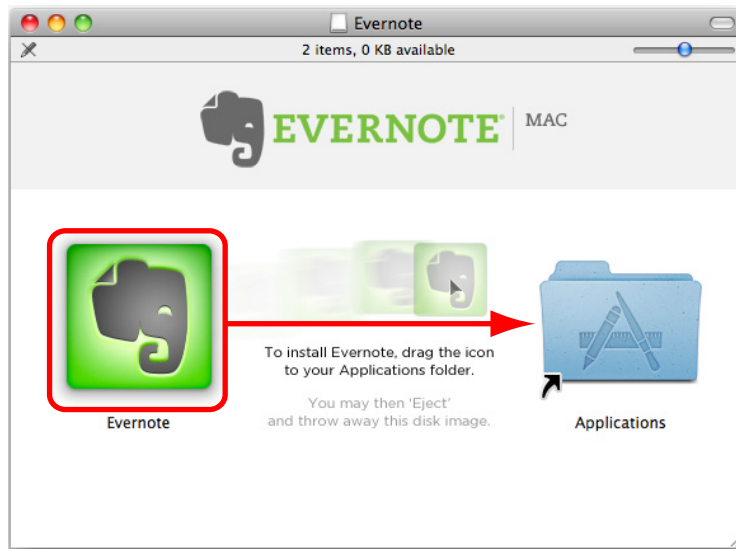 Evernote
2 items, 0 KB available
EVERNOTE® MAC
To install Evernote, drag the icon
to your Applications folder.
You may then 'Eject'
and throw away this disk image.
Evernote
Applications